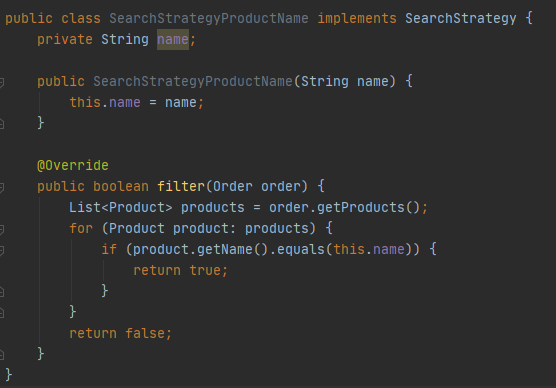 public class SearchStrategyProductName implements SearchStrategy {
    private String name;

    public SearchStrategyProductName(String name) {
        this.name = name;
    }

    @Override
    public boolean filter(Order order) {
        List<Product> products = order.getProducts();
        for (Product product: products) {
            if (product.getName().equals(this.name)) {
                return true;
            }
        }
        return false;
    }
}